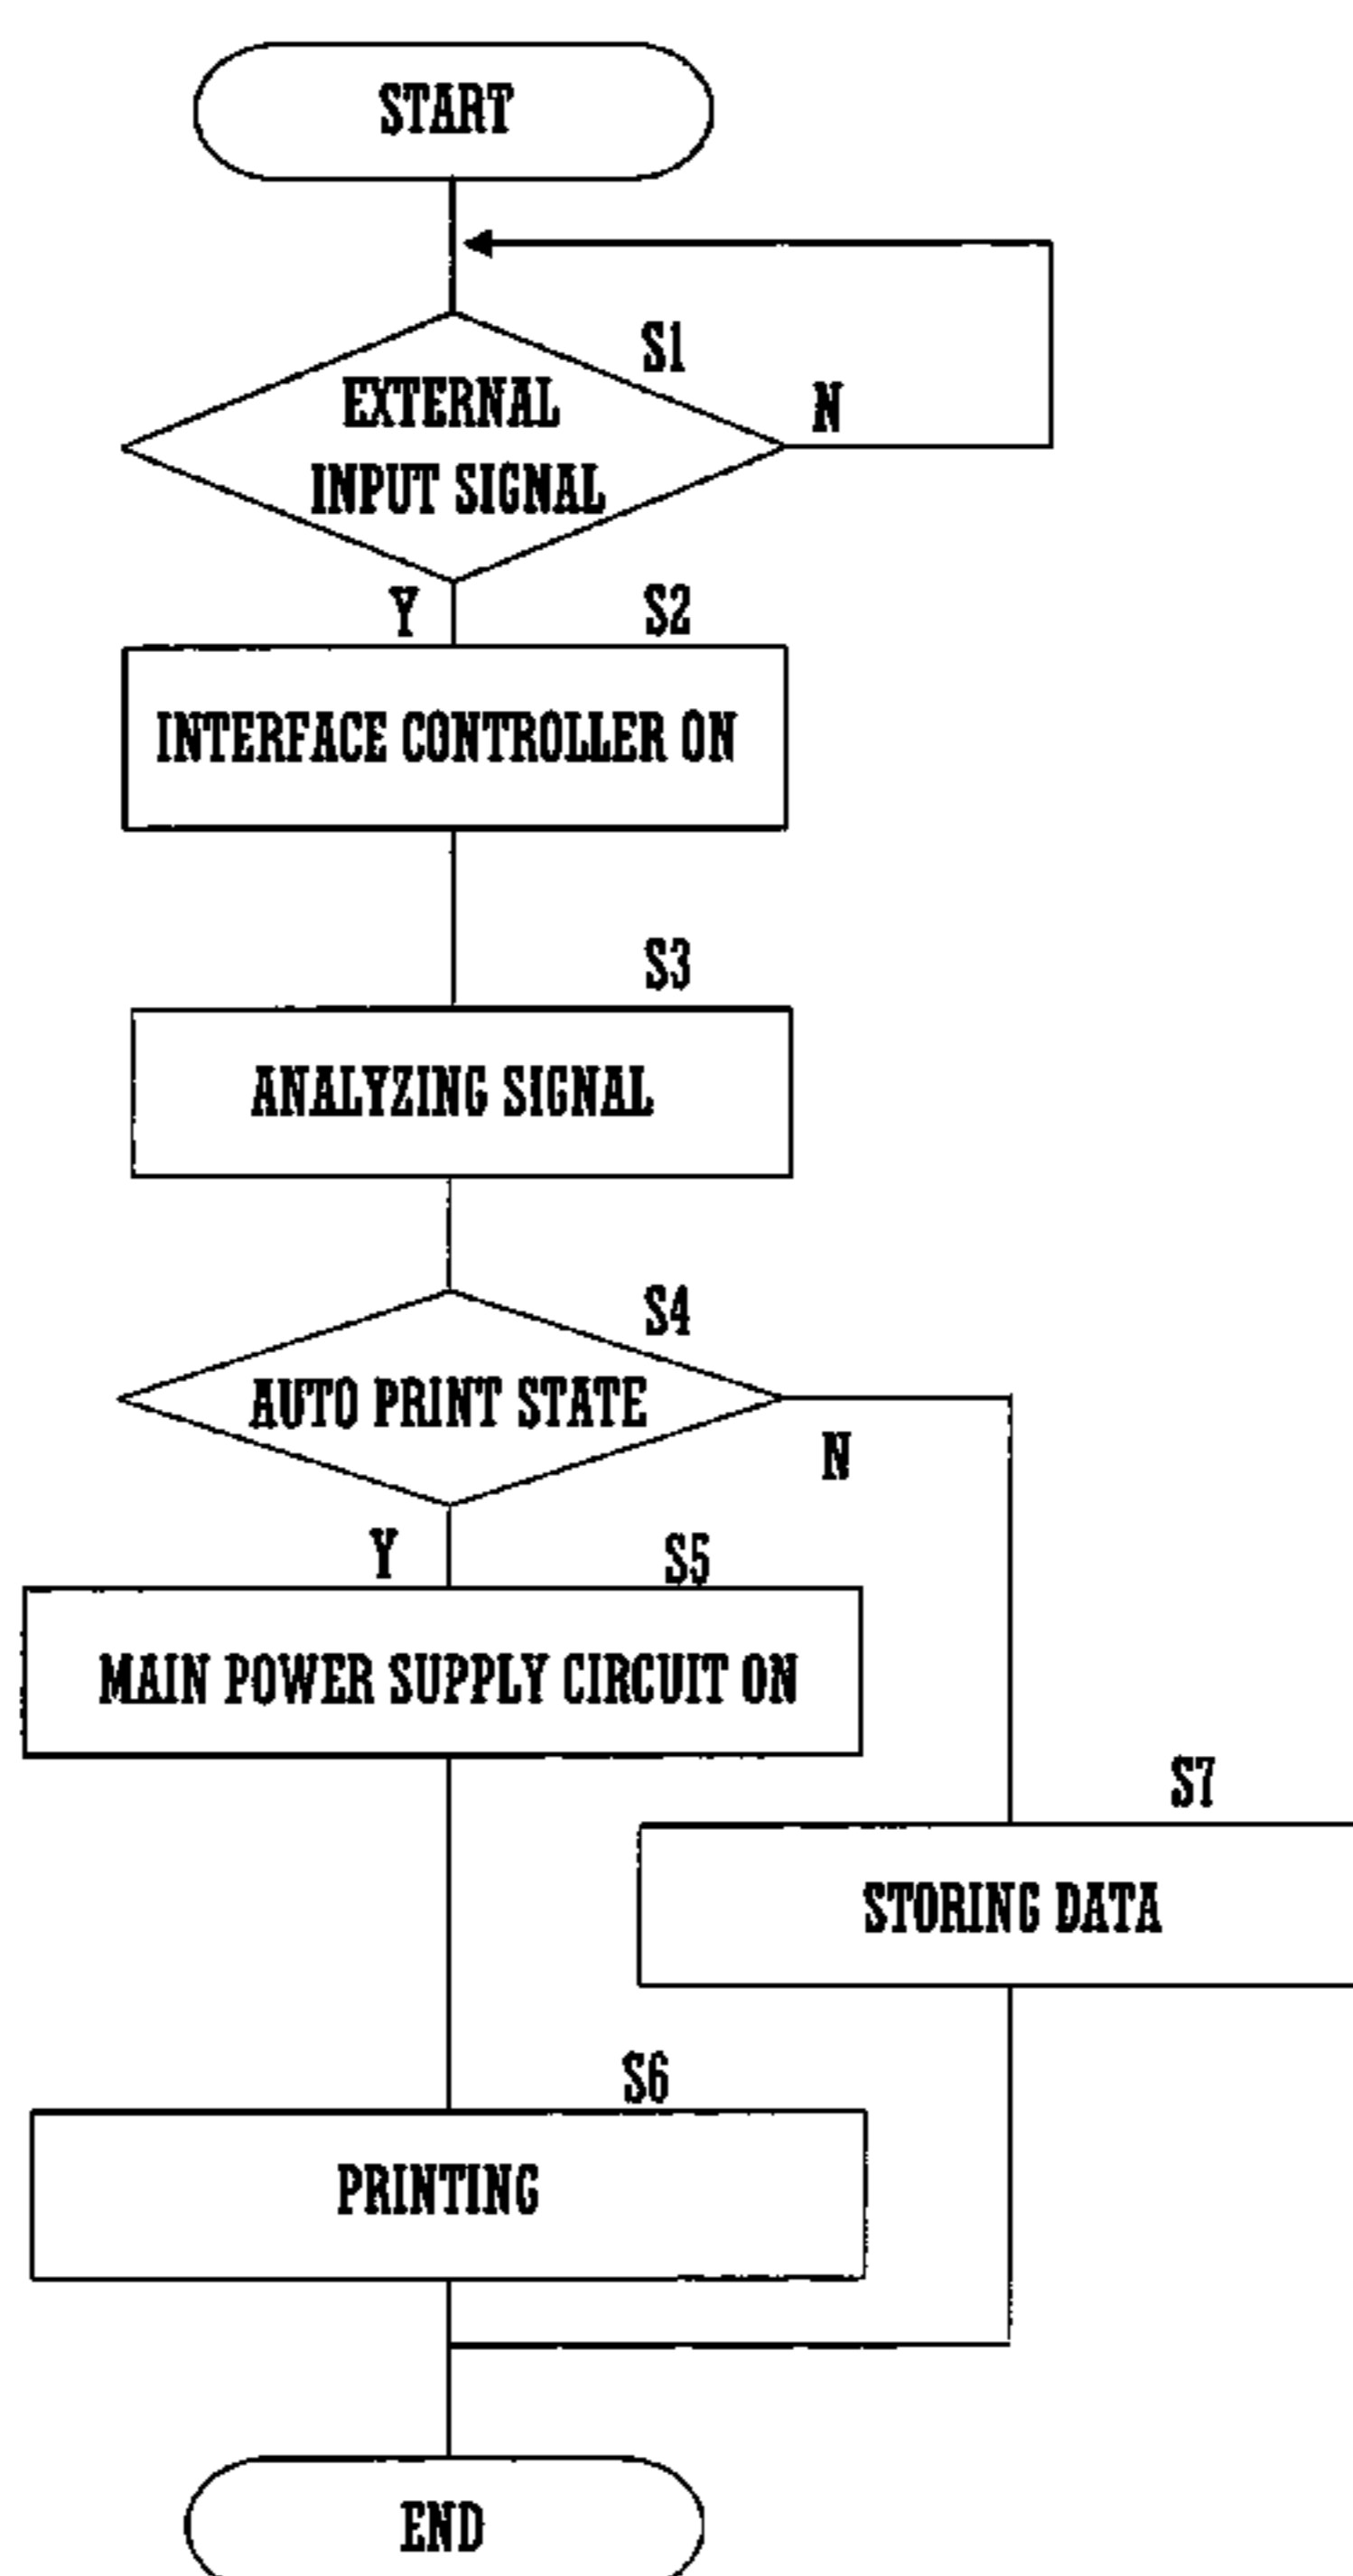 START
S1
EXTERNAL
INPUT SIGNAL
N
Y
S2
INTERFACE CONTROLLER ON
S3
ANALYZING SIGNAL
S4
AUTO PRINT STATE
N
Y
S5
MAIN POWER SUPPLY CIRCUIT ON
S7
STORING DATA
S6
PRINTING
END